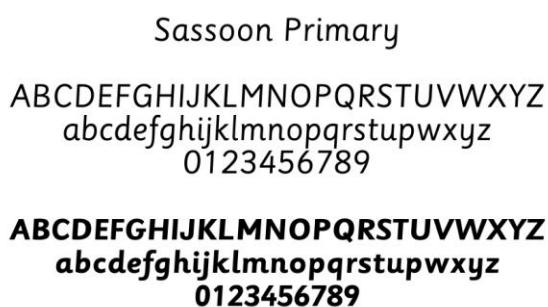 Sassoon Primary
ABCDEFGHIJKLMNOPQRSTUVWXYZ
abcdefghijklmnopqrstupwxyz
0123456789
ABCDEFGHIJKLMNOPQRSTUVWXYZ
abcdefghijklmnopqrstupwxyz
0123456789